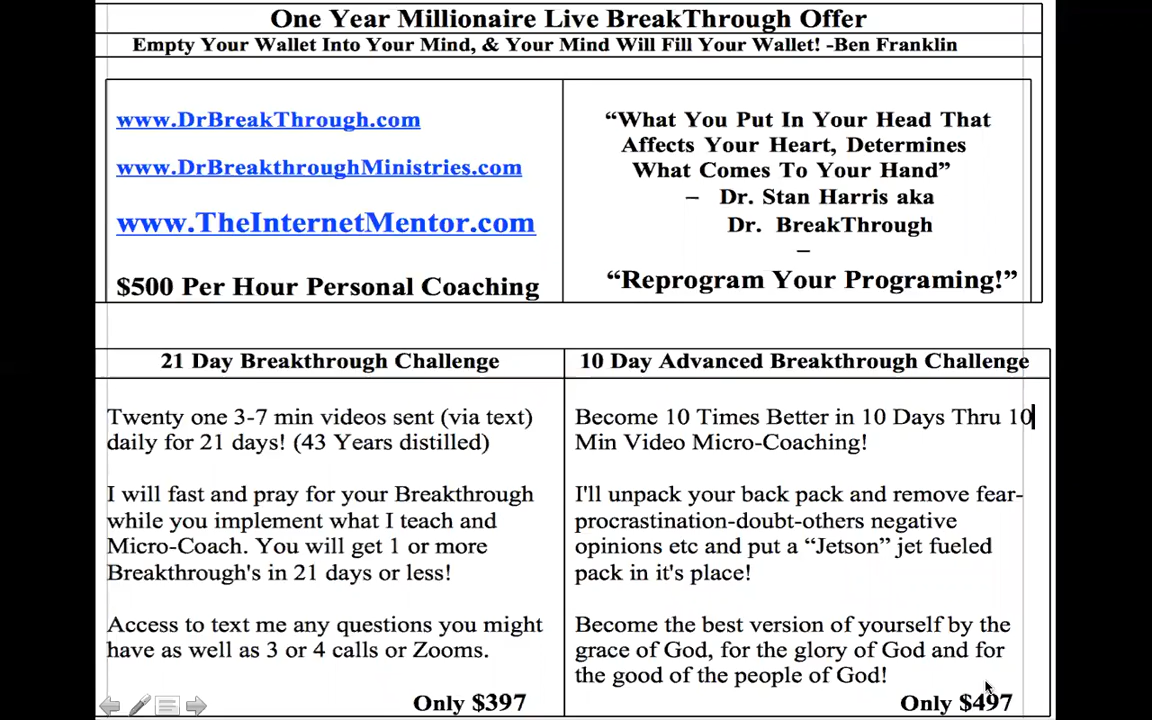 One Year Millionaire Live BreakThrough Offer
Empty Your Wallet Into Your Mind, & Your Mind Will Fill Your Wallet! -Ben Franklin
www.DrBreakThrough.com
www.DrBreakthroughMinistries.com
www.TheInternetMentor.com
$500 Per Hour Personal Coaching
“What You Put In Your Head That
Affects Your Heart, Determines
What Comes To Your Hand”
– Dr. Stan Harris aka
Dr. BreakThrough
–
“Reprogram Your Programing!”
21 Day Breakthrough Challenge
Twenty one 3-7 min videos sent (via text)
daily for 21 days! (43 Years distilled)
I will fast and pray for your Breakthrough
while you implement what I teach and
Micro-Coach. You will get 1 or more
Breakthrough's in 21 days or less!
Access to text me any questions you might
have as well as 3 or 4 calls or Zooms.
Only $397
10 Day Advanced Breakthrough Challenge
Become 10 Times Better in 10 Days Thru 10
Min Video Micro-Coaching!
I'll unpack your back pack and remove fear-
procrastination-doubt-others negative
opinions etc and put a “Jetson” jet fueled
pack in it's place!
Become the best version of yourself by the
grace of God, for the glory of God and for
the good of the people of God!
Only $497